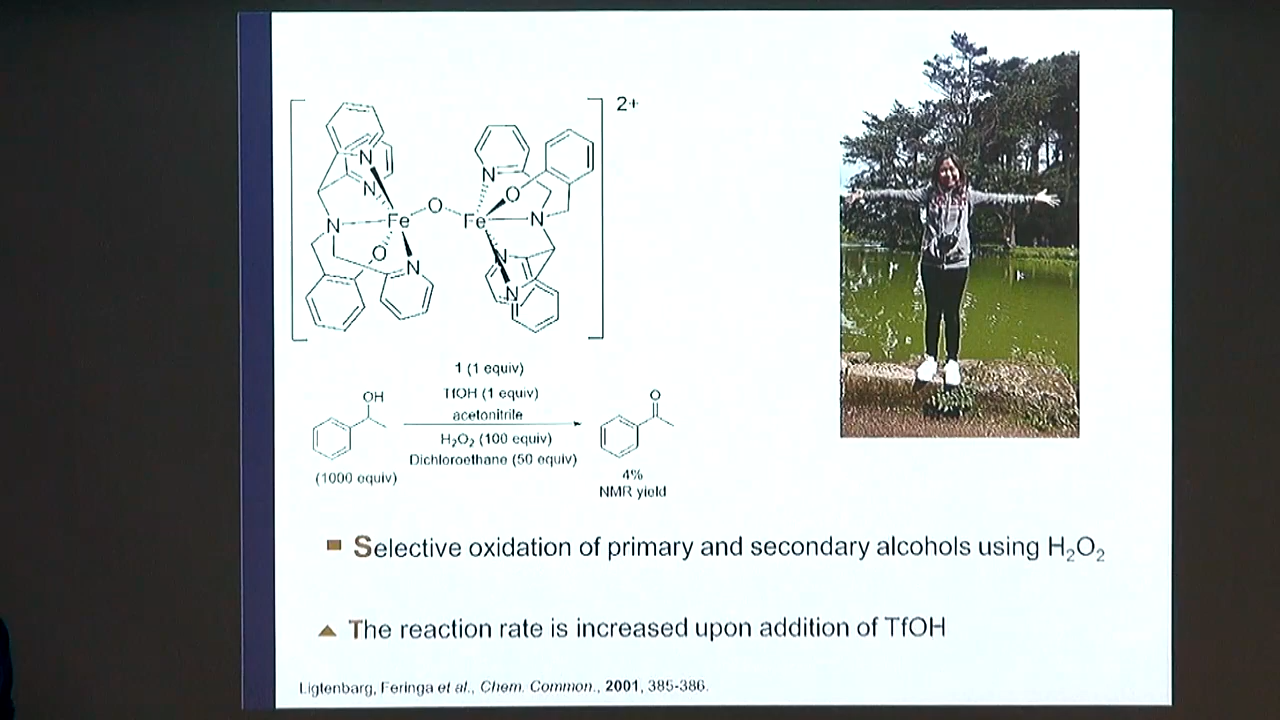 2+
N
N
N
Fe
O
Fe
N
O
N
O
N
N
N
1 (1 equiv)
TfOH (1 equiv)
acetonitrile
H₂O₂ (100 equiv)
Dichloroethane (50 equiv)
OH
(1000 equiv)
O
4%
NMR yield
Selective oxidation of primary and secondary alcohols using H₂O₂
The reaction rate is increased upon addition of TfOH
Ligtenbarg, Feringa et al., Chem. Common., 2001, 385-386.